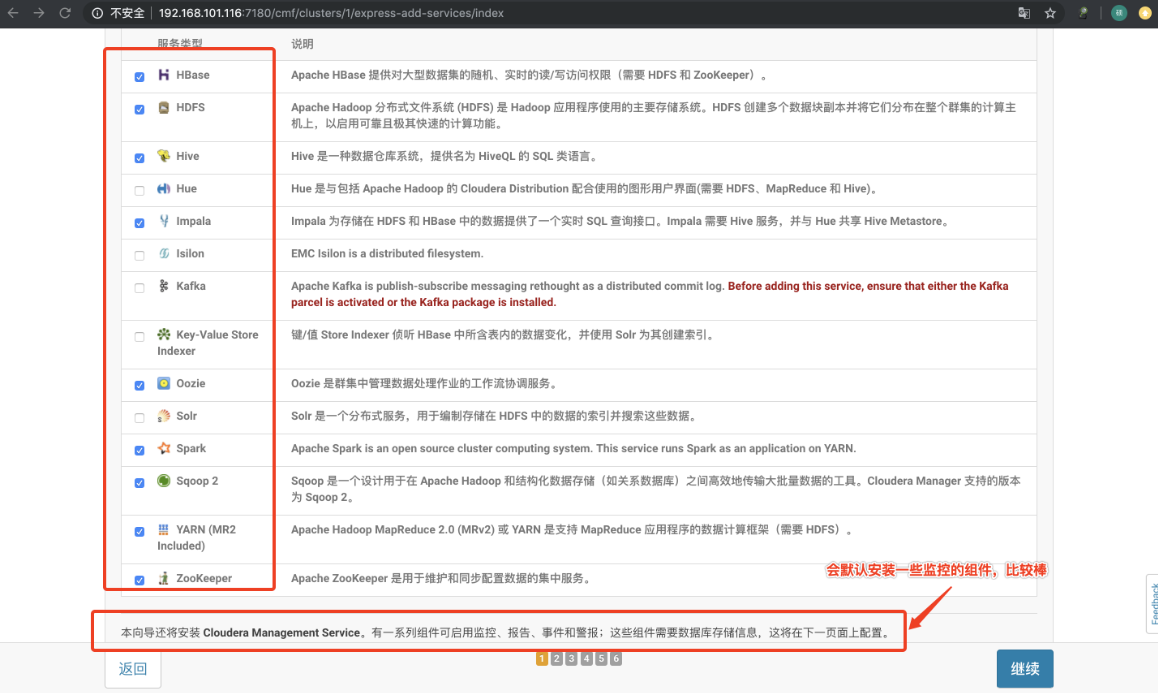 不安全 192.168.101.116:7180/cmf/clusters/1/express-add-services/index
服务类型 说明
HBase Apache HBase 提供对大型数据集的随机、实时的读/写访问权限（需要 HDFS 和 ZooKeeper）。
HDFS Apache Hadoop 分布式文件系统 (HDFS) 是 Hadoop 应用程序使用的主要存储系统。HDFS 创建多个数据块副本并将它们分布在整个群集的计算主
机上，以启用可靠且极其快速的计算功能。
Hive Hive 是一种数据仓库系统，提供名为 HiveQL 的 SQL 类语言。
Hue Hue 是与包括 Apache Hadoop 的 Cloudera Distribution 配合使用的图形用户界面(需要 HDFS、MapReduce 和 Hive)。
Impala Impala 为存储在 HDFS 和 HBase 中的数据提供了一个实时 SQL 查询接口。Impala 需要 Hive 服务，并与 Hue 共享 Hive Metastore。
Isilon EMC Isilon is a distributed filesystem.
Kafka Apache Kafka is publish-subscribe messaging rethought as a distributed commit log. Before adding this service, ensure that either the Kafka
parcel is activated or the Kafka package is installed.
Key-Value Store 键/值 Store Indexer 侦听 HBase 中所含表内的数据变化，并使用 Solr 为其创建索引。
Indexer
Oozie Oozie 是群集中管理数据处理作业的工作流协调服务。
Solr Solr 是一个分布式服务，用于编制存储在 HDFS 中的数据的索引并搜索这些数据。
Spark Apache Spark is an open source cluster computing system. This service runs Spark as an application on YARN.
Sqoop 2 Sqoop 是一个设计用于在 Apache Hadoop 和结构化数据存储（如关系数据库）之间高效地传输大批量数据的工具。Cloudera Manager 支持的版本
为 Sqoop 2。
YARN (MR2 Apache Hadoop MapReduce 2.0 (MRv2) 或 YARN 是支持 MapReduce 应用程序的数据计算框架（需要 HDFS）。
Included)
ZooKeeper Apache ZooKeeper 是用于维护和同步配置数据的集中服务。
会默认安装一些监控的组件，比较棒
Feedback
本向导还将安装 Cloudera Management Service。有一系列组件可启用监控、报告、事件和警报；这些组件需要数据库存储信息，这将在下一页面上配置。
返回 1 2 3 4 5 6 继续